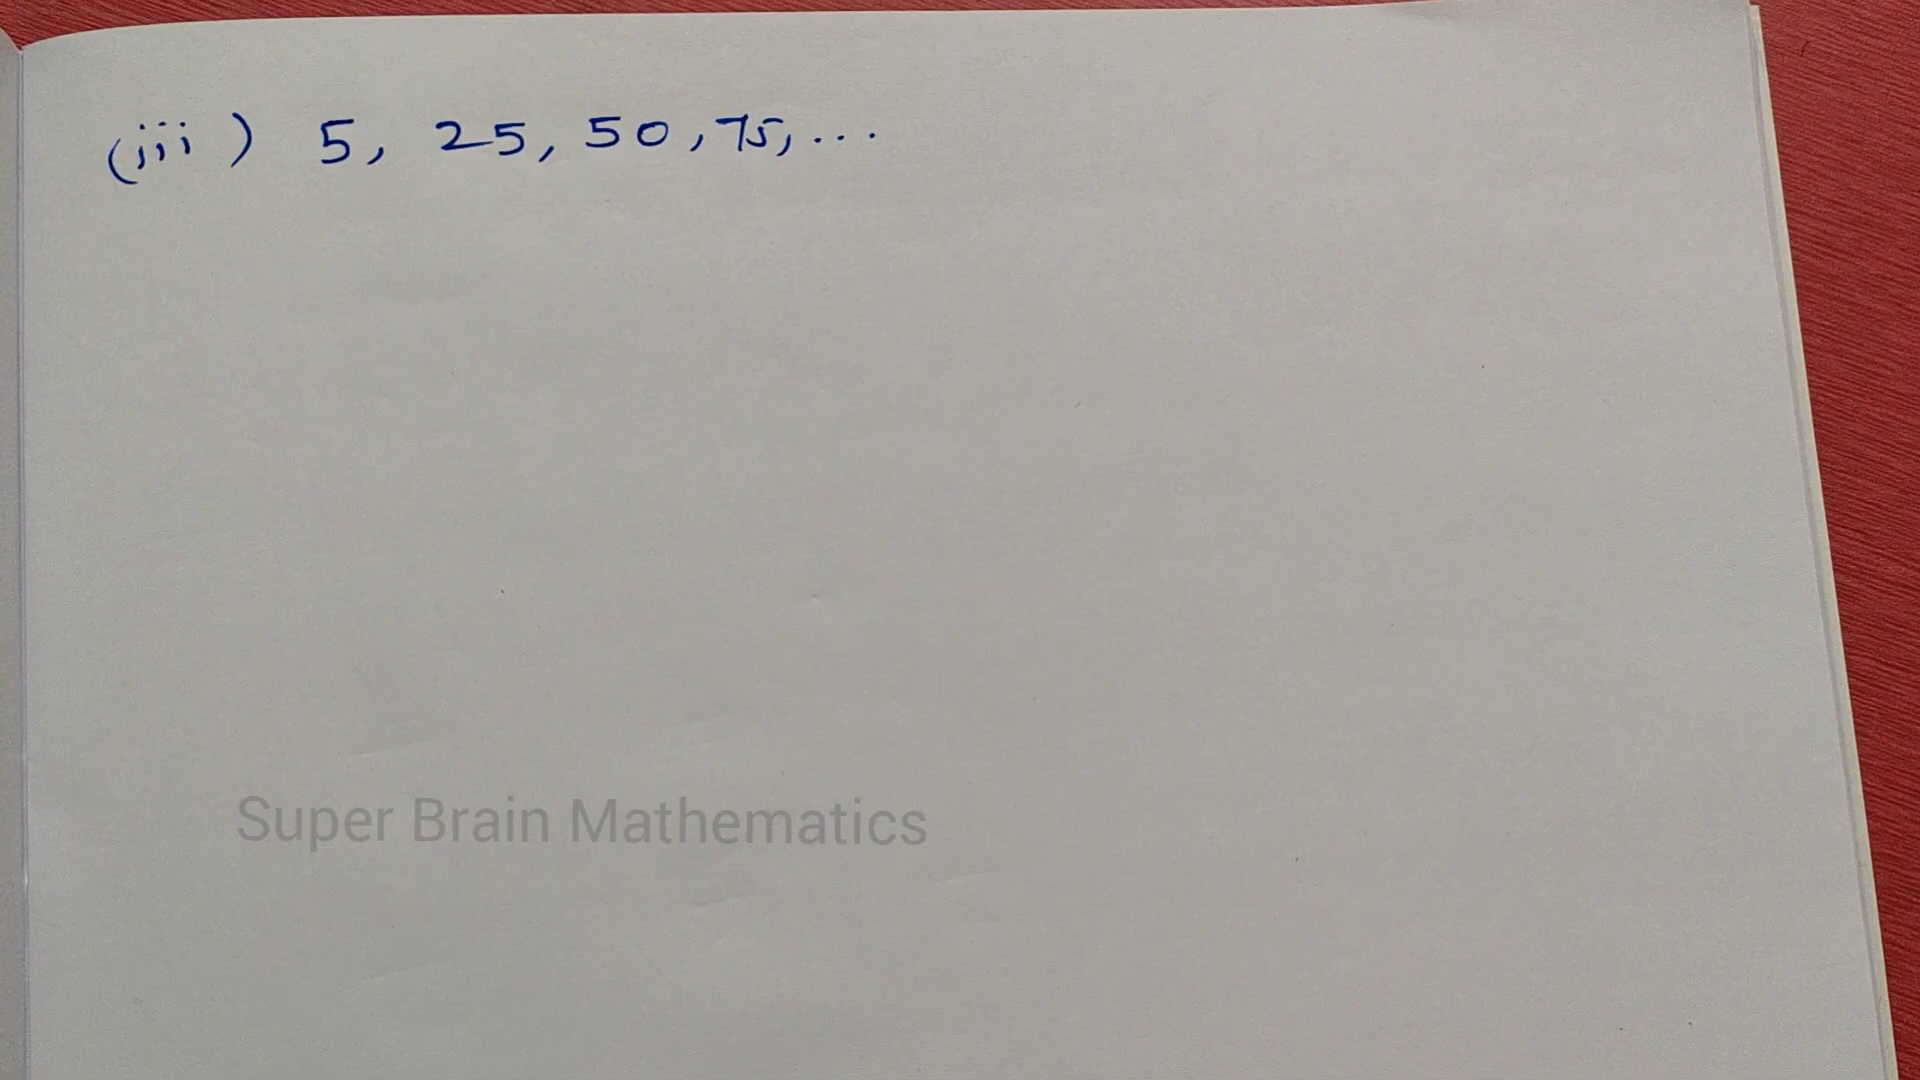 (iii) 5, 25, 50, 75, ...
Super Brain Mathematics